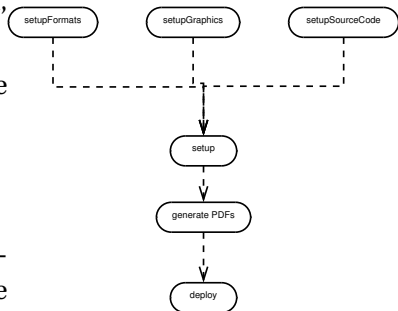 ,
setupFormats setupGraphics setupSourceCode
e
setup
generate PDFs
-
e
deploy